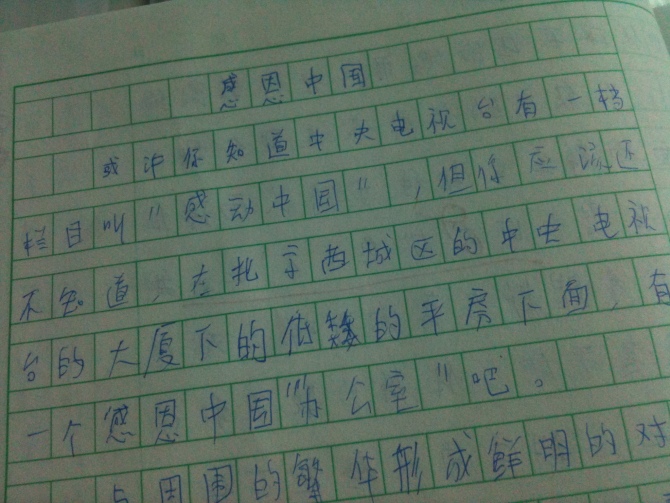 感恩中国
或许你知道中央电视台有一档
栏目叫"感动中国",但你应该还
不知道,在北京西城区的中央电视
台的大厦下的低矮的平房下面,有
一个感恩中国"办公室"吧。
与周围的繁华形成鲜明的对